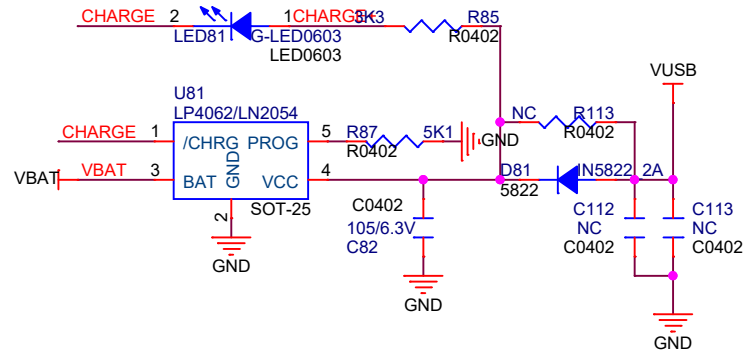 CHARGE 2 1 CHARGE+ 3K3 R85
LED81 G-LED0603 R0402
LED0603
U81
LP4062/LN2054
VUSB
NC R113
R0402
CHARGE 1 /CHRG PROG 5 R87 5K1 GND
R0402
VBAT VBAT 3 BAT GND VCC 4 D81 IN5822 2A
5822
SOT-25
2
GND
C0402
105/6.3V
C82
GND
C112 C113
NC NC
C0402 C0402
GND